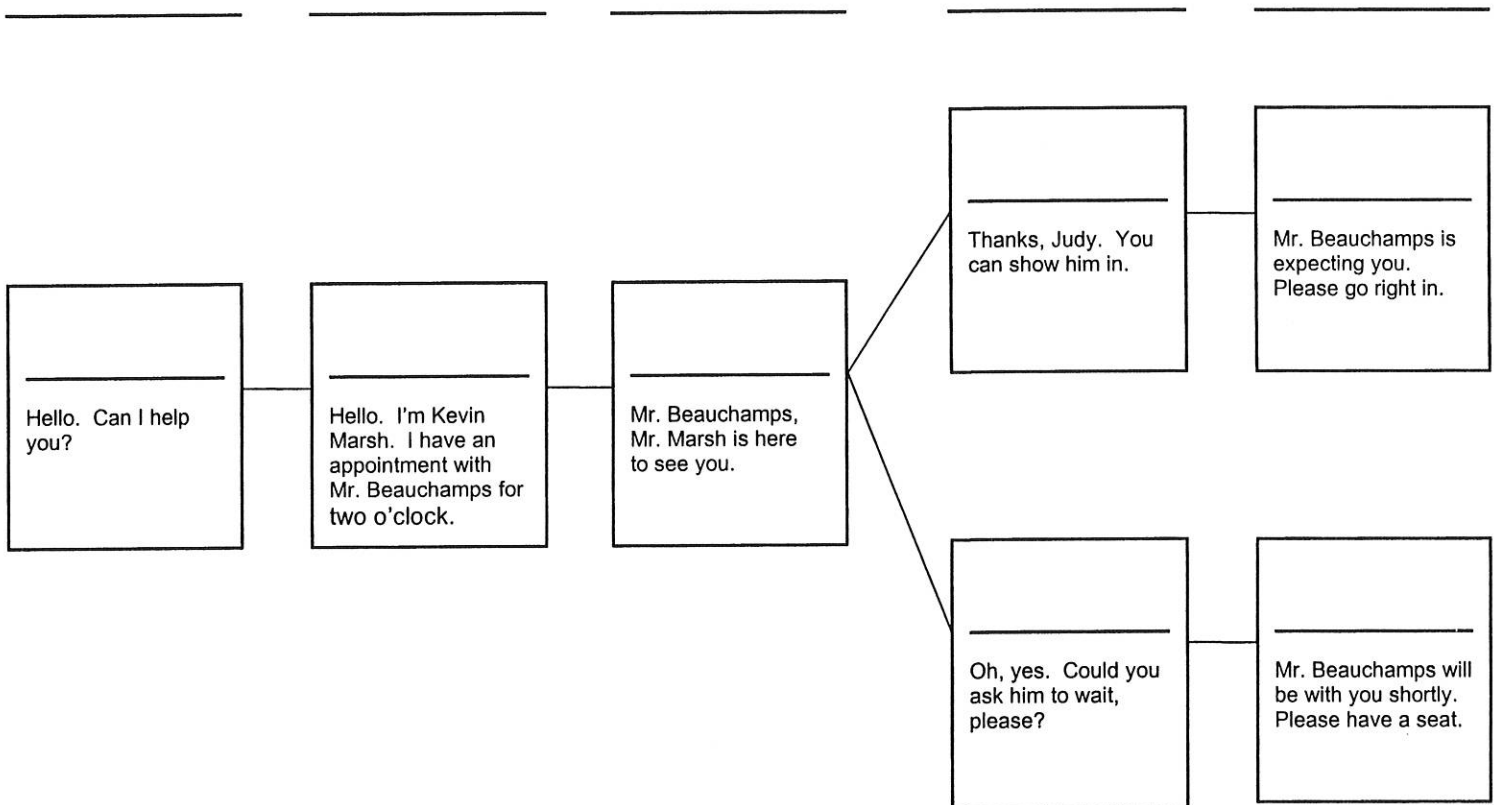 Hello. Can I help
you?
Hello. I'm Kevin
Marsh. I have an
appointment with
Mr. Beauchamps for
two o'clock.
Mr. Beauchamps,
Mr. Marsh is here
to see you.
Thanks, Judy. You
can show him in.
Mr. Beauchamps is
expecting you.
Please go right in.
Oh, yes. Could you
ask him to wait,
please?
Mr. Beauchamps will
be with you shortly.
Please have a seat.